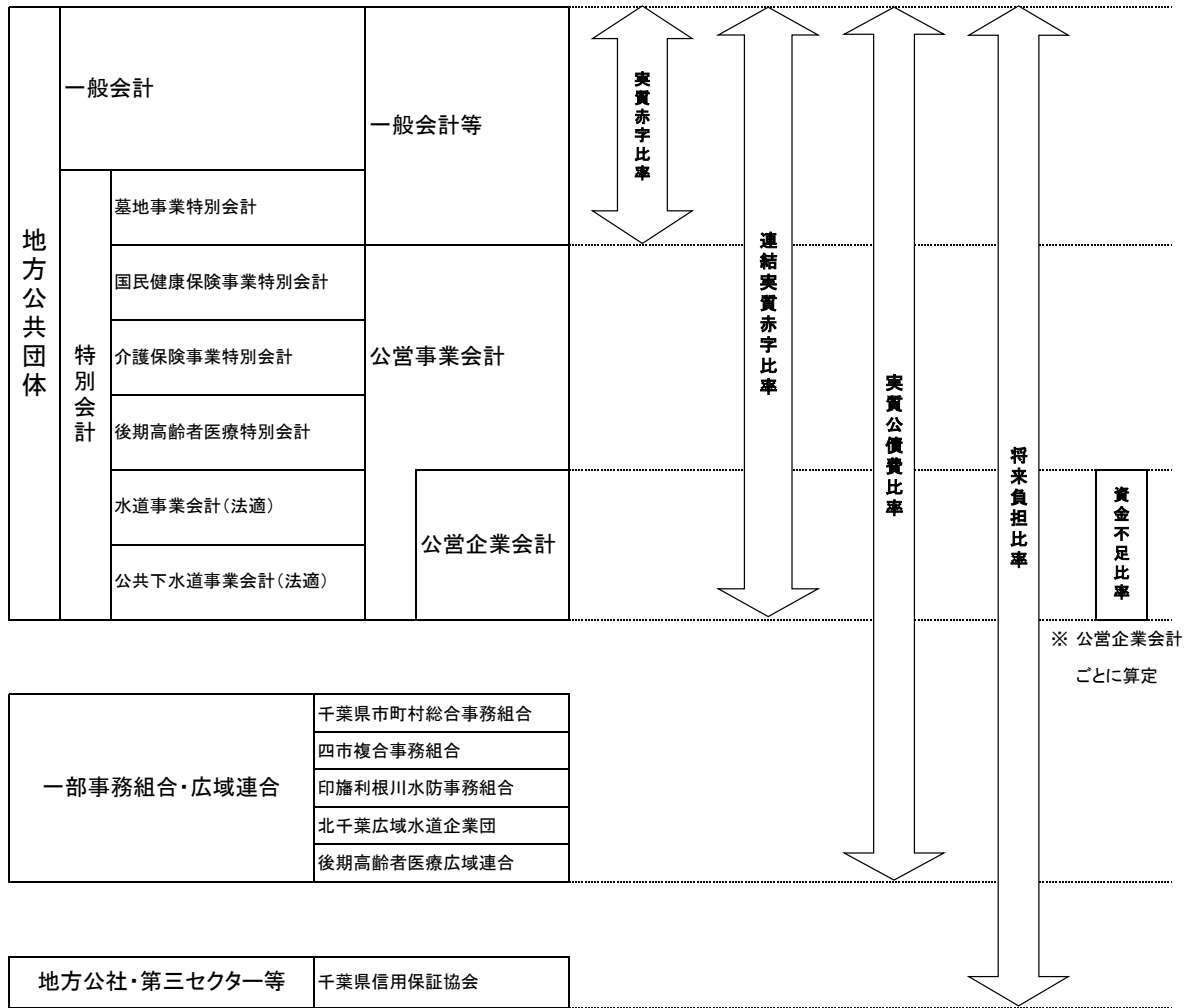 地方公共団体
一般会計
一般会計等
特別会計
墓地事業特別会計
国民健康保険事業特別会計
介護保険事業特別会計
後期高齢者医療特別会計
水道事業会計(法適)
公共下水道事業会計(法適)
公営事業会計
公営企業会計
実質赤字比率
連結実質赤字比率
実質公債費比率
将来負担比率
資金不足比率
※ 公営企業会計
ごとに算定
一部事務組合・広域連合
千葉県市町村総合事務組合
四市複合事務組合
印旛利根川水防事務組合
北千葉広域水道企業団
後期高齢者医療広域連合
地方公社・第三セクター等
千葉県信用保証協会